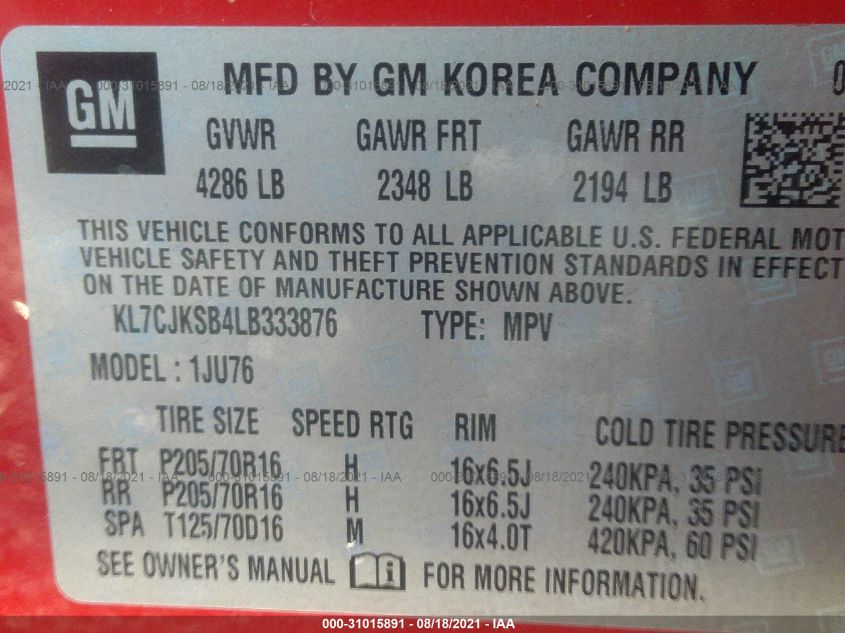 GM
MFD BY GM KOREA COMPANY 0
GVWR GAWR FRT GAWR RR
4286 LB 2348 LB 2194 LB
THIS VEHICLE CONFORMS TO ALL APPLICABLE U.S. FEDERAL MOT
VEHICLE SAFETY AND THEFT PREVENTION STANDARDS IN EFFECT
ON THE DATE OF MANUFACTURE SHOWN ABOVE.
KL7CJKSB4LB333876 TYPE: MPV
MODEL : 1JU76
TIRE SIZE SPEED RTG RIM COLD TIRE PRESSURE
FRT P205/70R16 H 16x6.5J 240KPA, 35 PSI
RR P205/70R16 H 16x6.5J 240KPA, 35 PSI
SPA T125/70D16 M 16x4.0T 420KPA, 60 PSI
SEE OWNER'S MANUAL i FOR MORE INFORMATION.
000-31015891 - 08/18/2021 - IAA